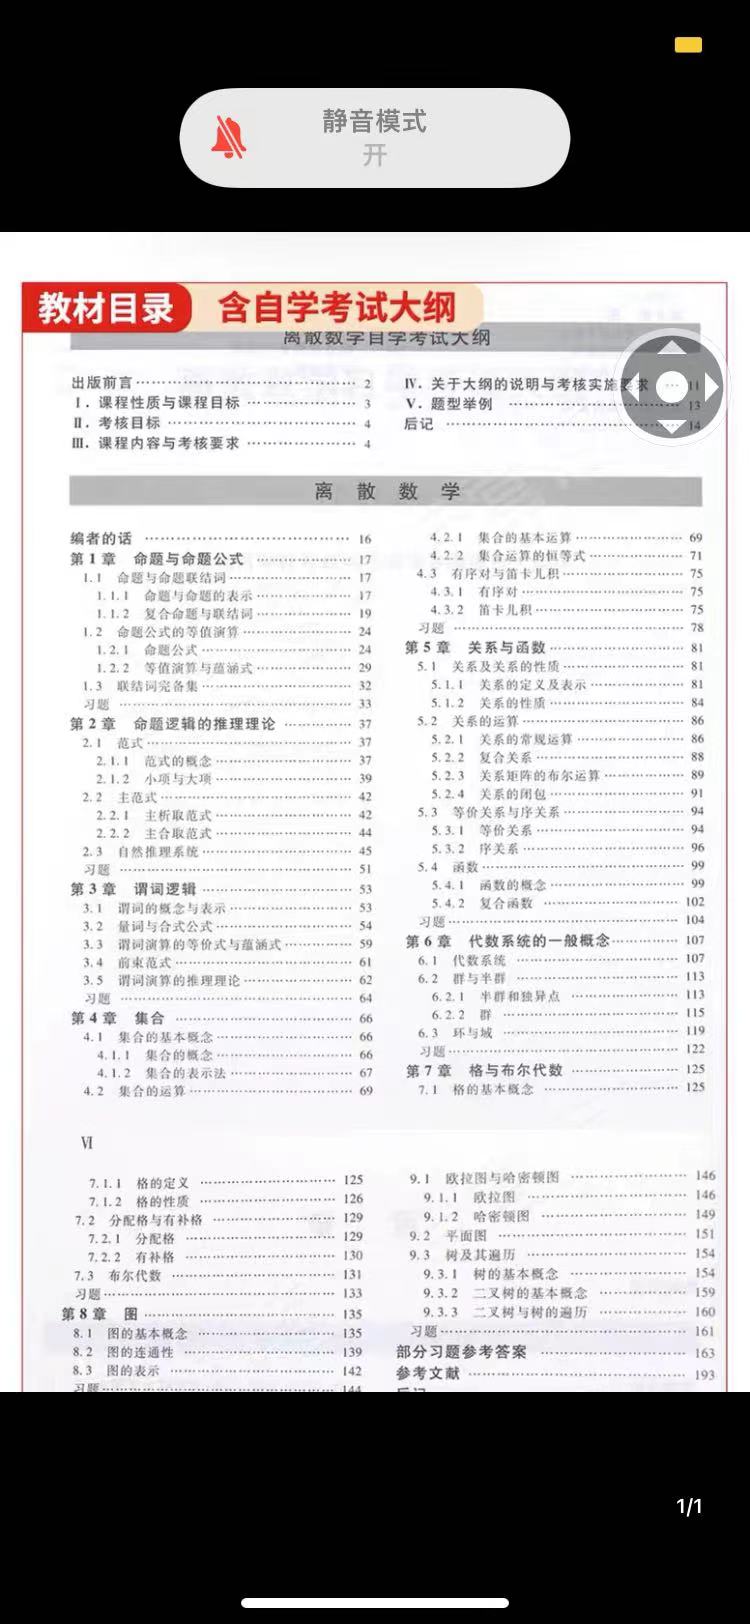 静音模式
开
教材目录 含自学考试大纲
离散数学自学考试大纲
出版前言 2
Ⅰ．课程性质与课程目标 3
Ⅱ．考核目标 4
Ⅲ．课程内容与考核要求 4
Ⅳ．关于大纲的说明与考核实施要求 11
Ⅴ．题型举例 13
后记 14
离 散 数 学
编者的话 16
第1章 命题与命题公式 17
1.1 命题与命题联结词 17
1.1.1 命题与命题的表示 17
1.1.2 复合命题与联结词 19
1.2 命题公式的等值演算 24
1.2.1 命题公式 24
1.2.2 等值演算与蕴涵式 29
1.3 联结词完备集 32
习题 33
第2章 命题逻辑的推理理论 37
2.1 范式 37
2.1.1 范式的概念 37
2.1.2 小项与大项 39
2.2 主范式 42
2.2.1 主析取范式 42
2.2.2 主合取范式 44
2.3 自然推理系统 45
习题 51
第3章 谓词逻辑 53
3.1 谓词的概念与表示 53
3.2 量词与合式公式 54
3.3 谓词演算的等价式与蕴涵式 59
3.4 前束范式 61
3.5 谓词演算的推理理论 62
习题 64
第4章 集合 66
4.1 集合的基本概念 66
4.1.1 集合的概念 66
4.1.2 集合的表示法 67
4.2 集合的运算 69
4.2.1 集合的基本运算 69
4.2.2 集合运算的恒等式 71
4.3 有序对与笛卡儿积 75
4.3.1 有序对 75
4.3.2 笛卡儿积 75
习题 78
第5章 关系与函数 81
5.1 关系及关系的性质 81
5.1.1 关系的定义及表示 81
5.1.2 关系的性质 84
5.2 关系的运算 86
5.2.1 关系的常规运算 86
5.2.2 复合关系 88
5.2.3 关系矩阵的布尔运算 89
5.2.4 关系的闭包 91
5.3 等价关系与序关系 94
5.3.1 等价关系 94
5.3.2 序关系 96
5.4 函数 99
5.4.1 函数的概念 99
5.4.2 复合函数 102
习题 104
第6章 代数系统的一般概念 107
6.1 代数系统 107
6.2 群与半群 113
6.2.1 半群和独异点 113
6.2.2 群 115
6.3 环与域 119
习题 122
第7章 格与布尔代数 125
7.1 格的基本概念 125
Ⅵ
7.1.1 格的定义 125
7.1.2 格的性质 126
7.2 分配格与有补格 129
7.2.1 分配格 129
7.2.2 有补格 130
7.3 布尔代数 131
习题 133
第8章 图 135
8.1 图的基本概念 135
8.2 图的连通性 139
8.3 图的表示 142
习题 144
9.1 欧拉图与哈密顿图 146
9.1.1 欧拉图 146
9.1.2 哈密顿图 149
9.2 平面图 151
9.3 树及其遍历 154
9.3.1 树的基本概念 154
9.3.2 二叉树的基本概念 159
9.3.3 二叉树与树的遍历 160
习题 161
部分习题参考答案 163
参考文献 193
后记
1/1